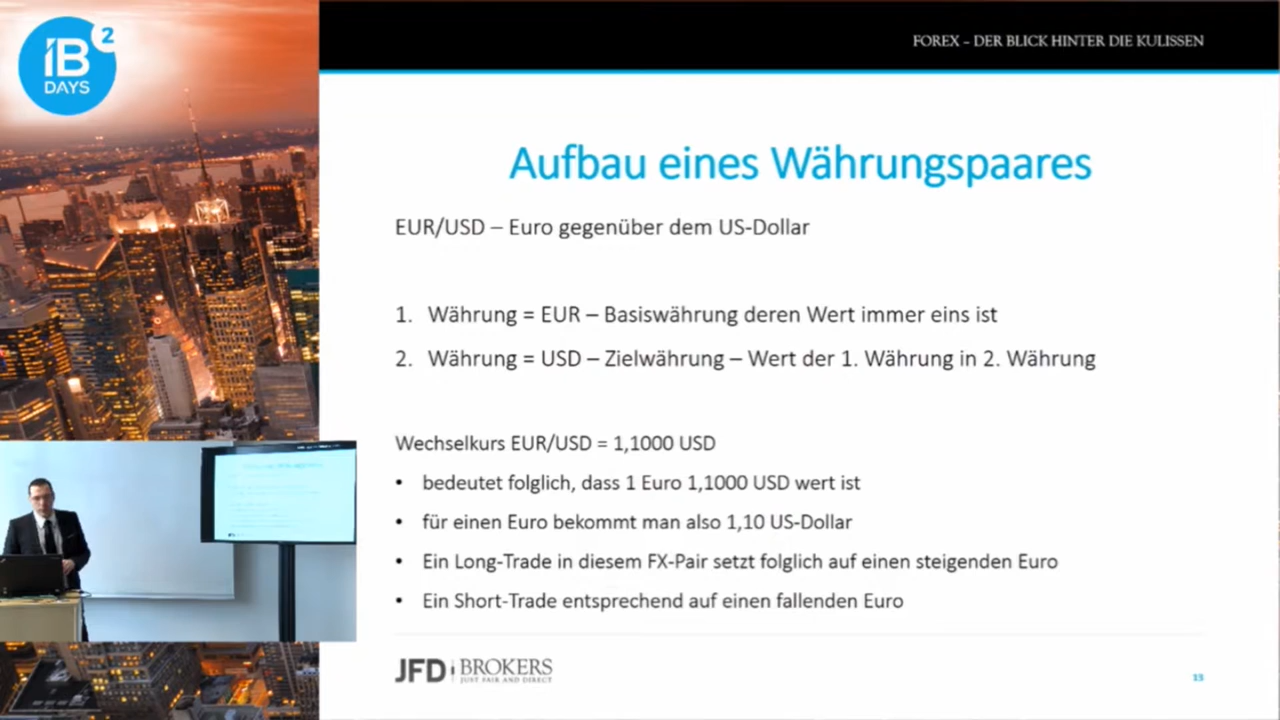 IB 2
DAYS
FOREX – DER BLICK HINTER DIE KULISSEN
Aufbau eines Währungspaares
EUR/USD – Euro gegenüber dem US-Dollar
1. Währung = EUR – Basiswährung deren Wert immer eins ist
2. Währung = USD – Zielwährung – Wert der 1. Währung in 2. Währung
Wechselkurs EUR/USD = 1,1000 USD
• bedeutet folglich, dass 1 Euro 1,1000 USD wert ist
• für einen Euro bekommt man also 1,10 US-Dollar
• Ein Long-Trade in diesem FX-Pair setzt folglich auf einen steigenden Euro
• Ein Short-Trade entsprechend auf einen fallenden Euro
JFD BROKERS
JUST FAIR AND DIRECT
13